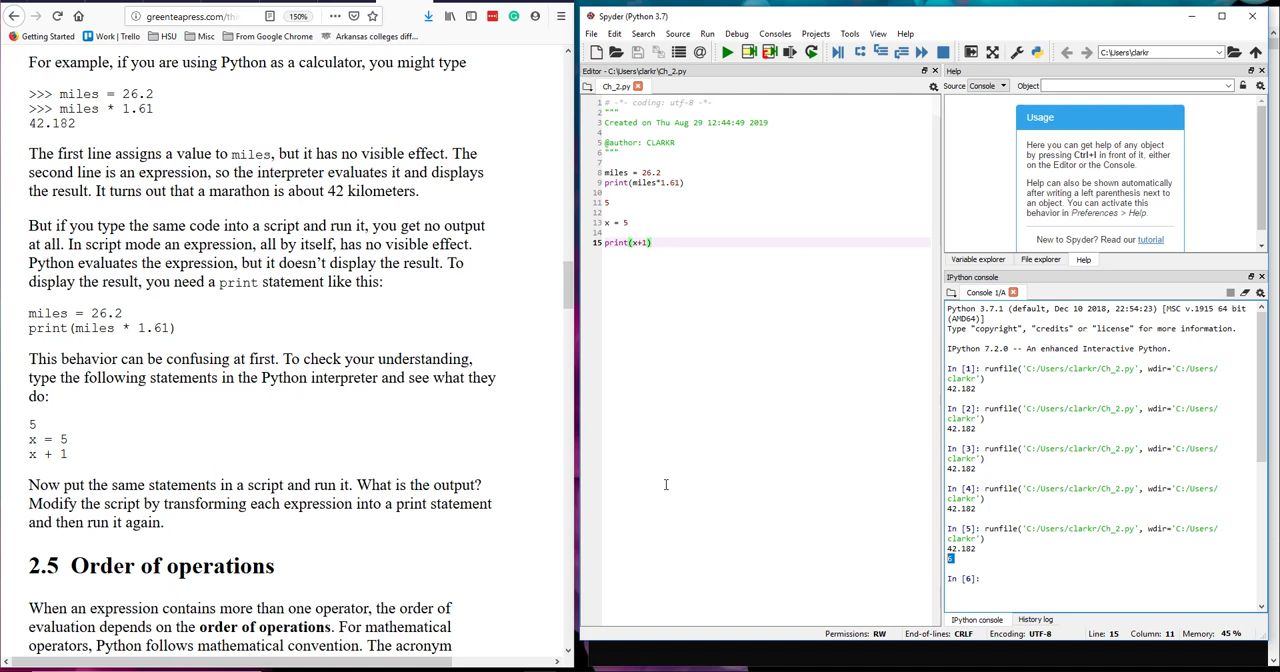 greenteapress.com/th
150%
Getting Started
Work | Trello
HSU
Misc
From Google Chrome
Arkansas colleges diff...
For example, if you are using Python as a calculator, you might type
>>> miles = 26.2
>>> miles * 1.61
42.182
The first line assigns a value to miles, but it has no visible effect. The
second line is an expression, so the interpreter evaluates it and displays
the result. It turns out that a marathon is about 42 kilometers.
But if you type the same code into a script and run it, you get no output
at all. In script mode an expression, all by itself, has no visible effect.
Python evaluates the expression, but it doesn’t display the result. To
display the result, you need a print statement like this:
miles = 26.2
print(miles * 1.61)
This behavior can be confusing at first. To check your understanding,
type the following statements in the Python interpreter and see what they
do:
5
x = 5
x + 1
Now put the same statements in a script and run it. What is the output?
Modify the script by transforming each expression into a print statement
and then run it again.
2.5 Order of operations
When an expression contains more than one operator, the order of
evaluation depends on the order of operations. For mathematical
operators, Python follows mathematical convention. The acronym
Spyder (Python 3.7)
File Edit Search Source Run Debug Consoles Projects Tools View Help
C:\Users\clarkr
Editor - C:\Users\clarkr\Ch_2.py
Ch_2.py
1 # -*- coding: utf-8 -*-
2 """
3 Created on Thu Aug 29 12:44:49 2019
4
5 @author: CLARKR
6 """
7
8 miles = 26.2
9 print(miles*1.61)
10
11 5
12
13 x = 5
14
15 print(x+1)
Help
Source Console Object
Usage
Here you can get help of any object
by pressing Ctrl+I in front of it, either
on the Editor or the Console.
Help can also be shown automatically
after writing a left parenthesis next to
an object. You can activate this
behavior in Preferences > Help.
New to Spyder? Read our tutorial
Variable explorer File explorer Help
IPython console
Console 1/A
Python 3.7.1 (default, Dec 10 2018, 22:54:23) [MSC v.1915 64 bit
(AMD64)]
Type "copyright", "credits" or "license" for more information.
IPython 7.2.0 -- An enhanced Interactive Python.
In [1]: runfile('C:/Users/clarkr/Ch_2.py', wdir='C:/Users/
clarkr')
42.182
In [2]: runfile('C:/Users/clarkr/Ch_2.py', wdir='C:/Users/
clarkr')
42.182
In [3]: runfile('C:/Users/clarkr/Ch_2.py', wdir='C:/Users/
clarkr')
42.182
In [4]: runfile('C:/Users/clarkr/Ch_2.py', wdir='C:/Users/
clarkr')
42.182
In [5]: runfile('C:/Users/clarkr/Ch_2.py', wdir='C:/Users/
clarkr')
42.182
6
In [6]:
IPython console History log
Permissions: RW End-of-lines: CRLF Encoding: UTF-8 Line: 15 Column: 11 Memory: 45 %